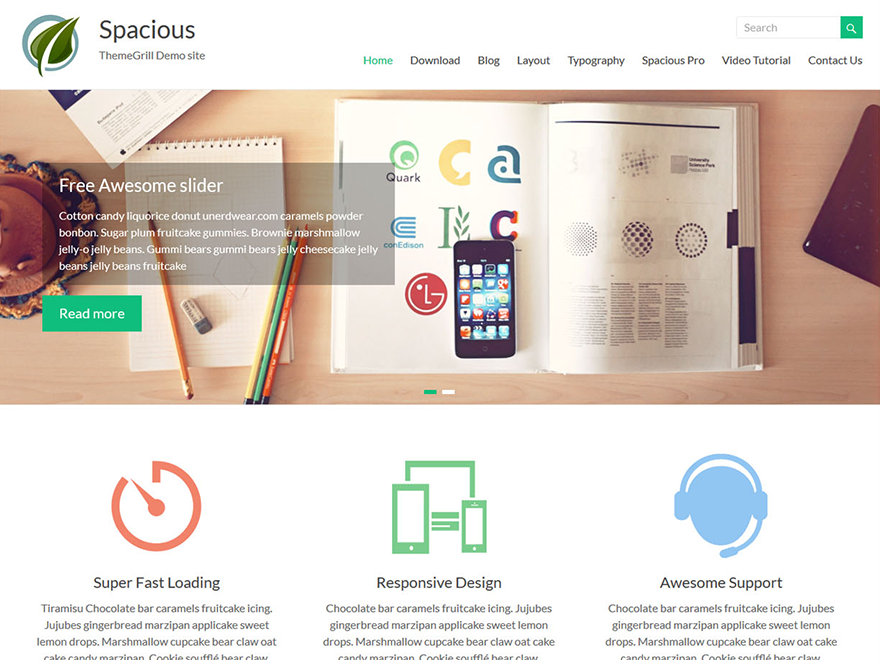 Spacious
ThemeGrill Demo site
Search
Home Download Blog Layout Typography Spacious Pro Video Tutorial Contact Us
Quark
University
Science Park
conEdison
Free Awesome slider
Cotton candy liquorice donut unerdwear.com caramels powder
bonbon. Sugar plum fruitcake gummies. Brownie marshmallow
jelly-o jelly beans. Gummi bears gummi bears jelly cheesecake jelly
beans jelly beans fruitcake
Read more
Super Fast Loading
Tiramisu Chocolate bar caramels fruitcake icing.
Jujubes gingerbread marzipan applicake sweet
lemon drops. Marshmallow cupcake bear claw oat
cake candy marzipan. Cookie soufflé bear claw
Responsive Design
Chocolate bar caramels fruitcake icing. Jujubes
gingerbread marzipan applicake sweet lemon
drops. Marshmallow cupcake bear claw oat cake
candy marzipan. Cookie soufflé bear claw
Awesome Support
Chocolate bar caramels fruitcake icing. Jujubes
gingerbread marzipan applicake sweet lemon
drops. Marshmallow cupcake bear claw oat cake
candy marzipan. Cookie soufflé bear claw